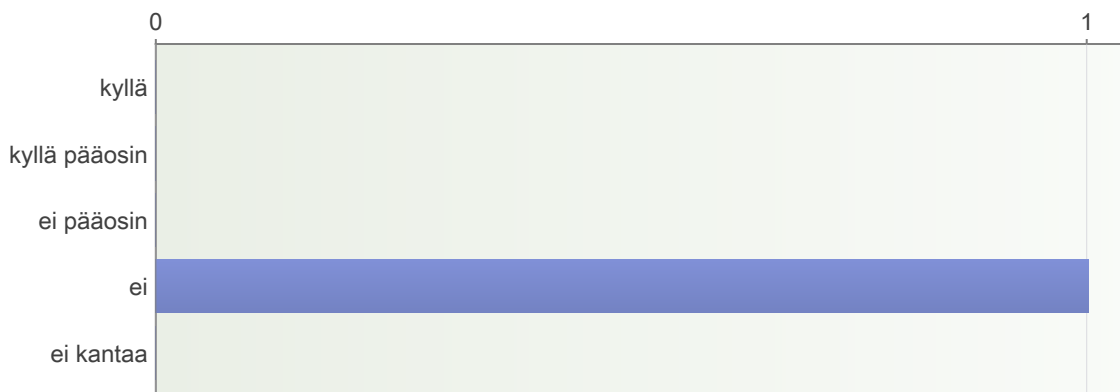 0 1
kyllä
kyllä pääosin
ei pääosin
ei
ei kantaa